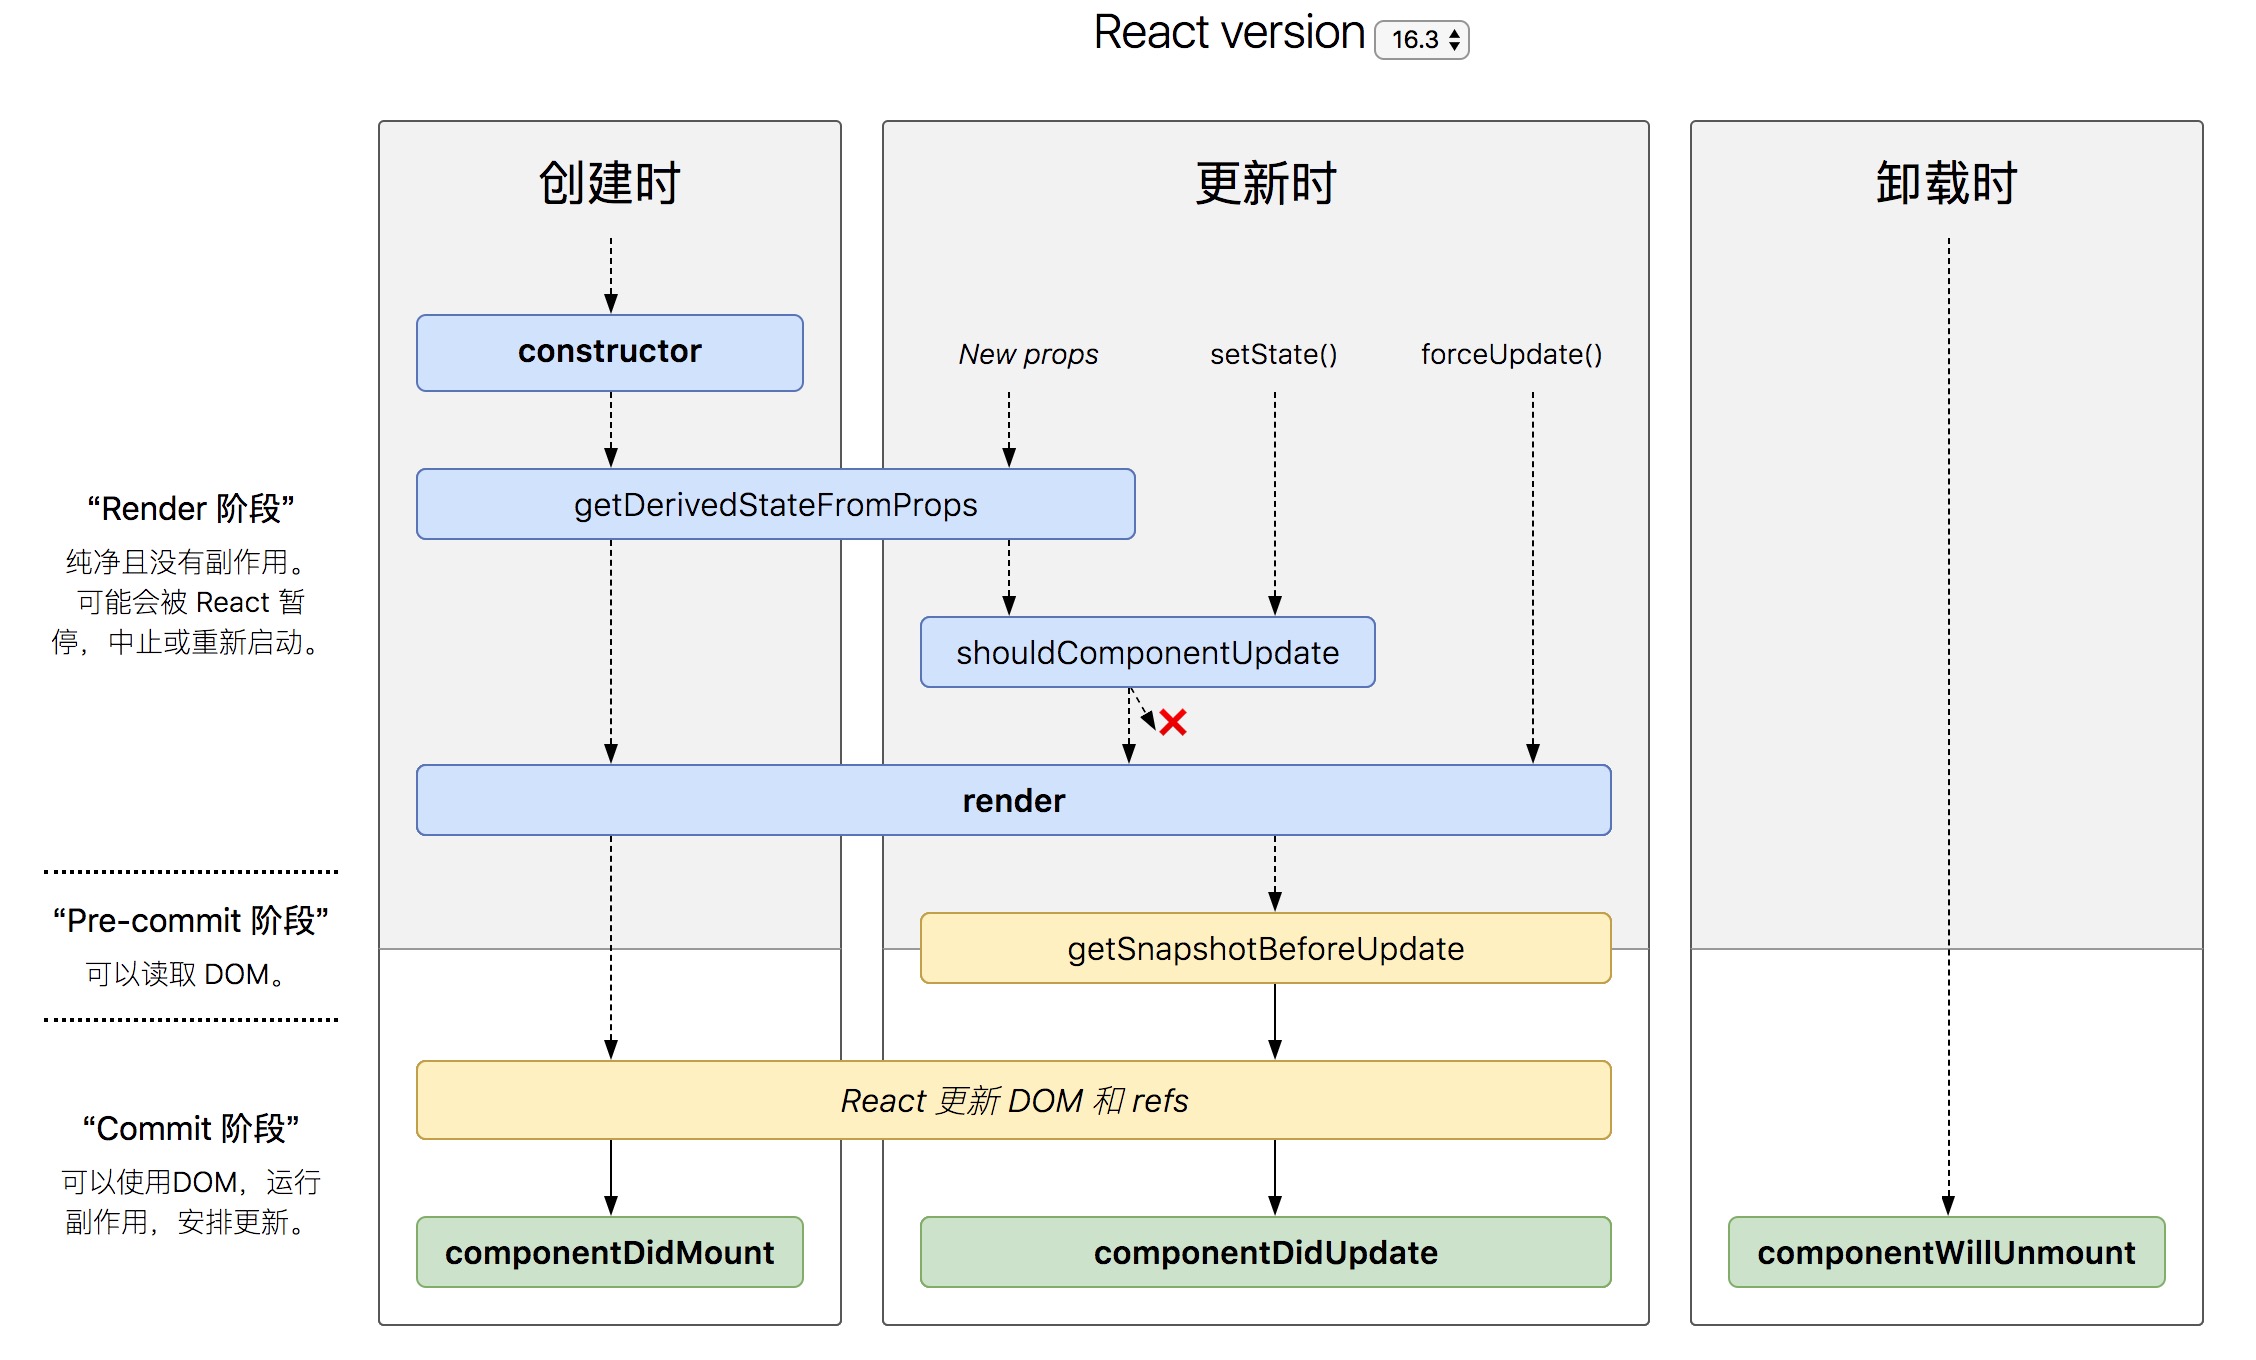 React version 16.3
创建时
更新时
卸载时
constructor
New props
setState()
forceUpdate()
getDerivedStateFromProps
shouldComponentUpdate
render
getSnapshotBeforeUpdate
React 更新 DOM 和 refs
componentDidMount
componentDidUpdate
componentWillUnmount
“Render 阶段”
纯净且没有副作用。
可能会被 React 暂
停，中止或重新启动。
“Pre-commit 阶段”
可以读取 DOM。
“Commit 阶段”
可以使用DOM，运行
副作用，安排更新。